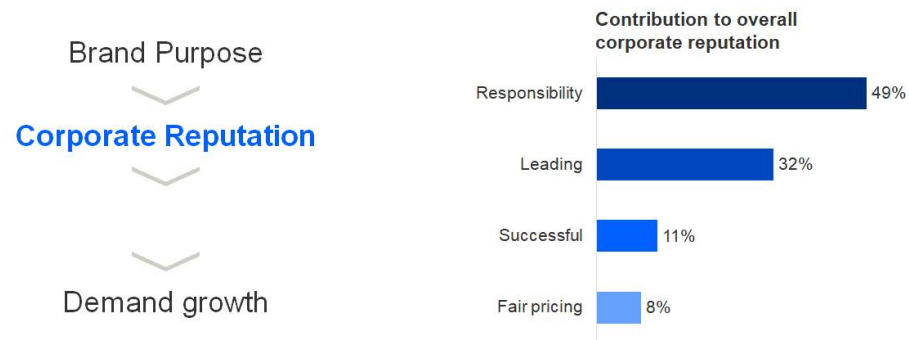 Brand Purpose
Corporate Reputation
Demand growth
Contribution to overall
corporate reputation
Responsibility 49%
Leading 32%
Successful 11%
Fair pricing 8%